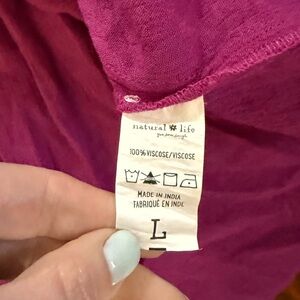 natural life
100% VISCOSE/VISCOSE
MADE IN INDIA
FABRIQUÉ EN INDE
L